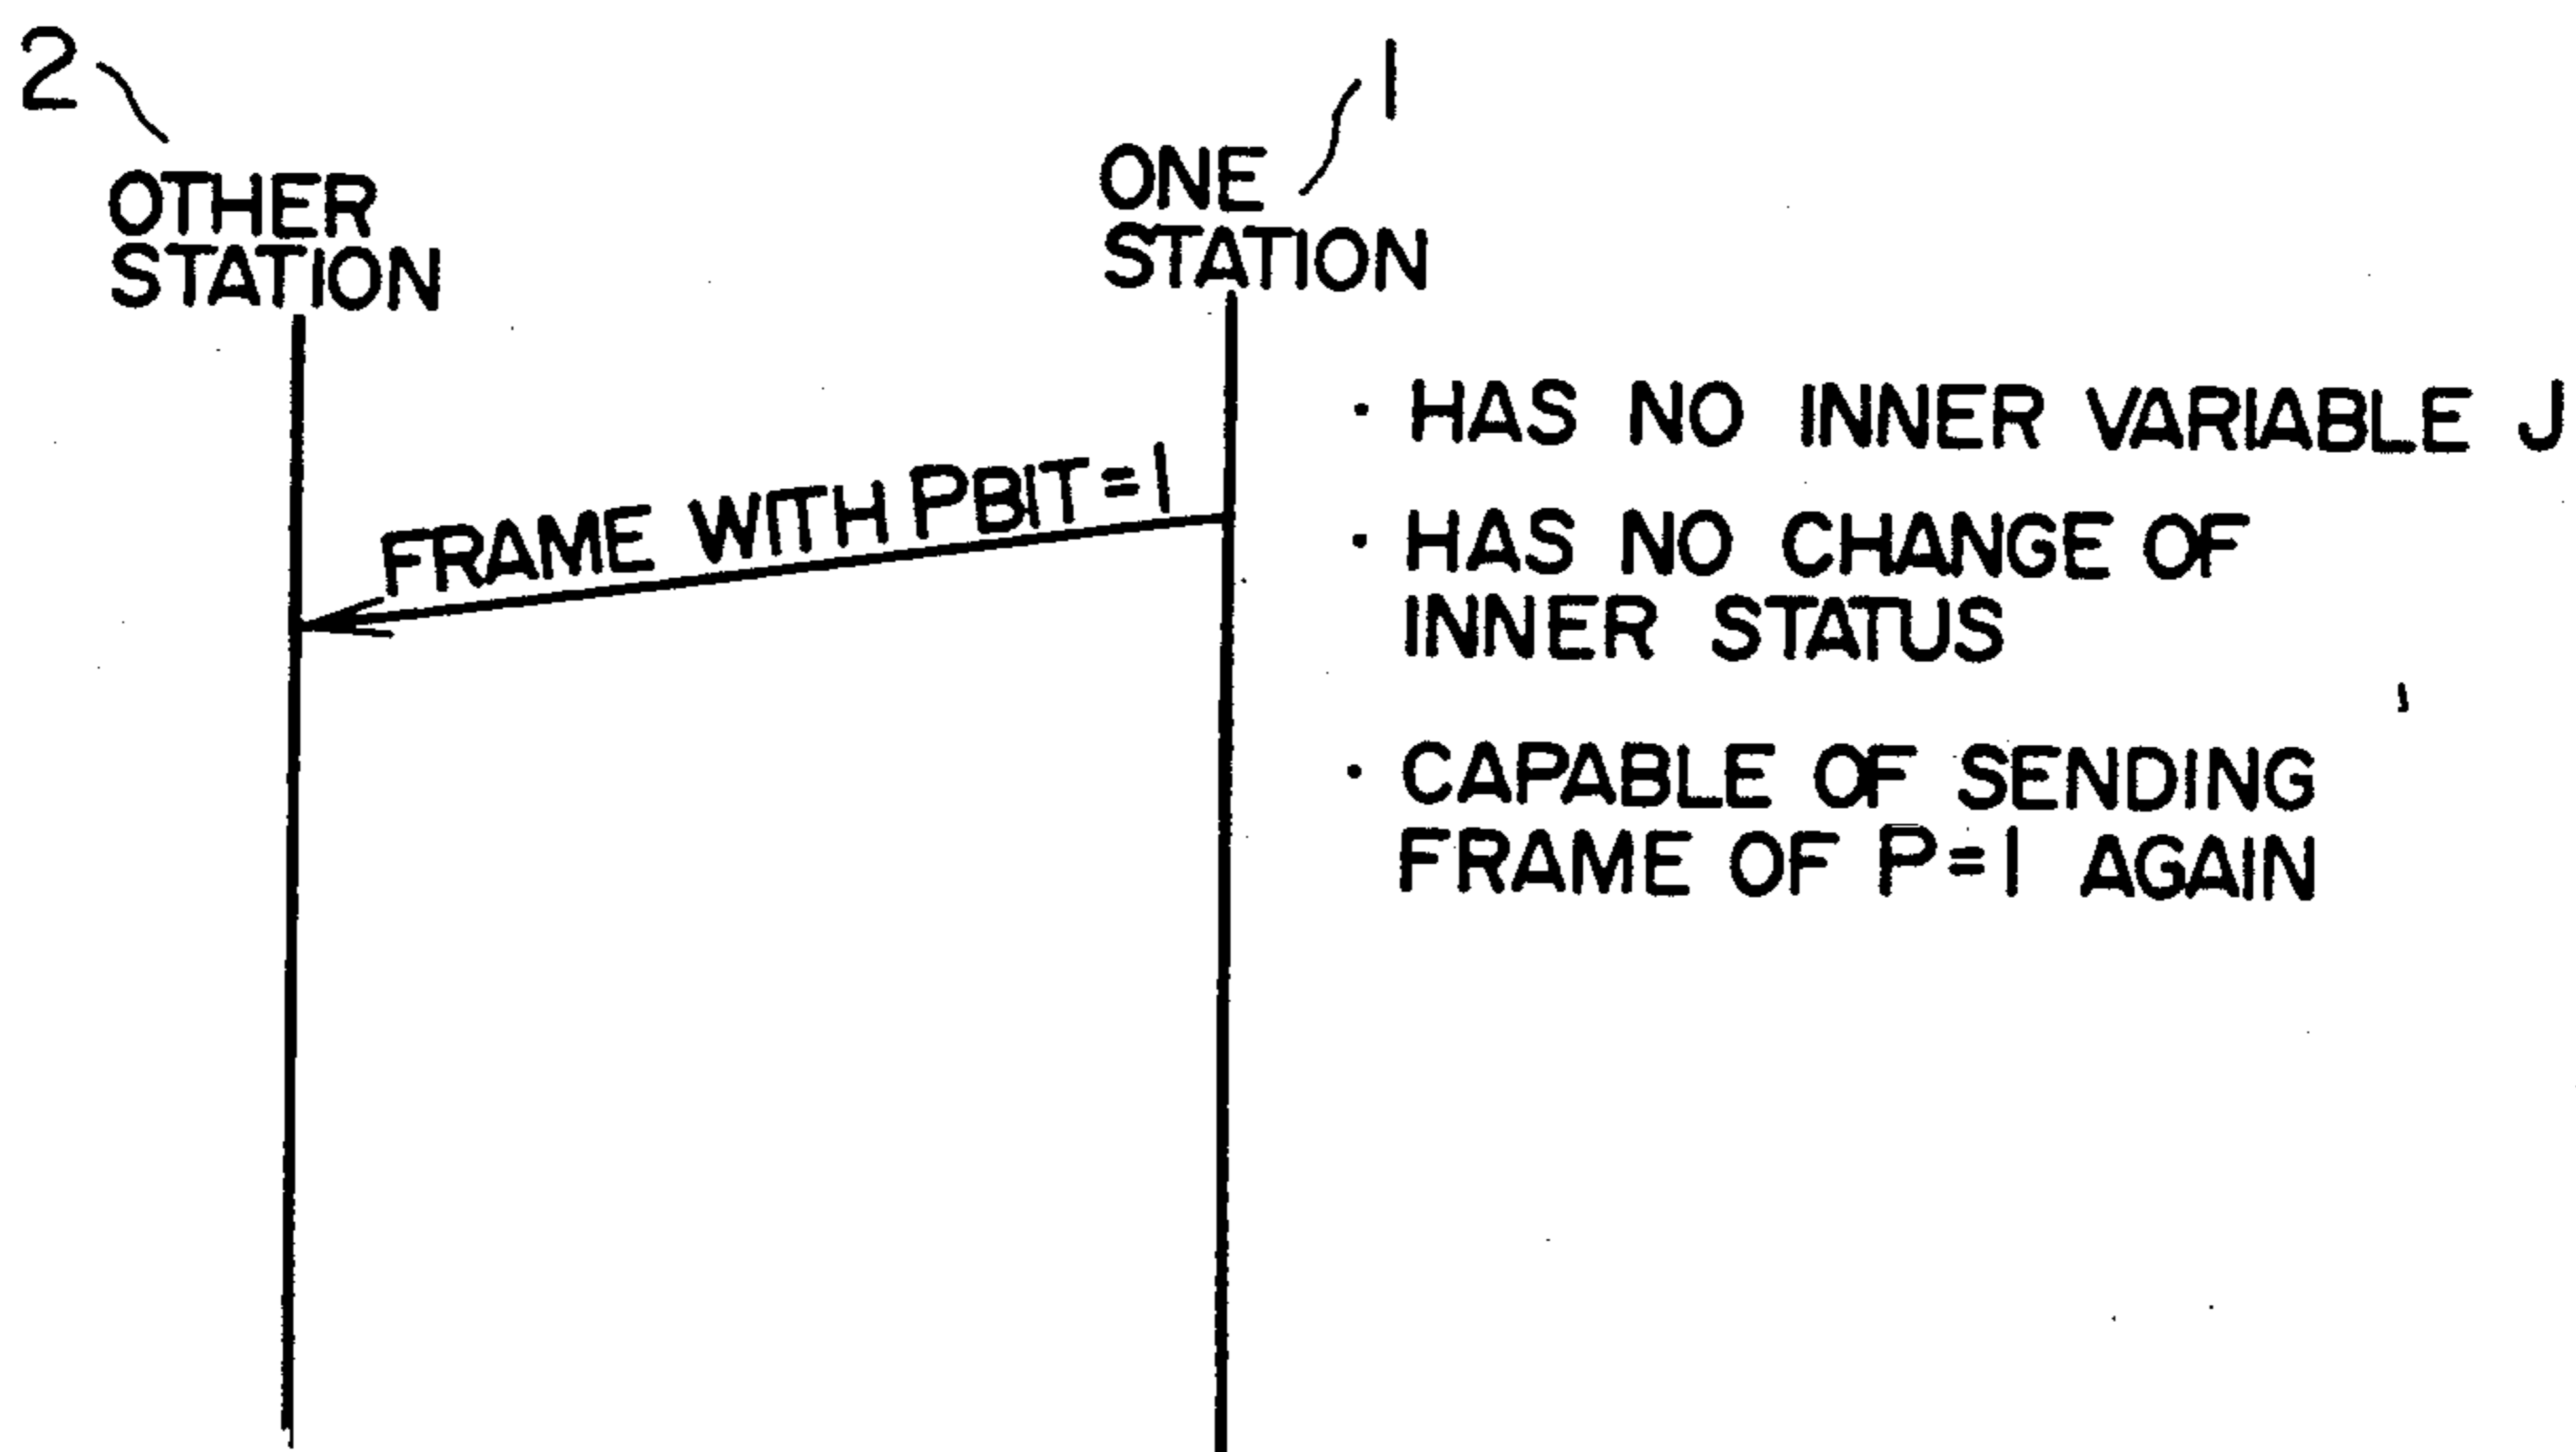 2
OTHER
STATION
1
ONE
STATION
FRAME WITH PBIT=1
· HAS NO INNER VARIABLE J
· HAS NO CHANGE OF
INNER STATUS
· CAPABLE OF SENDING
FRAME OF P=1 AGAIN